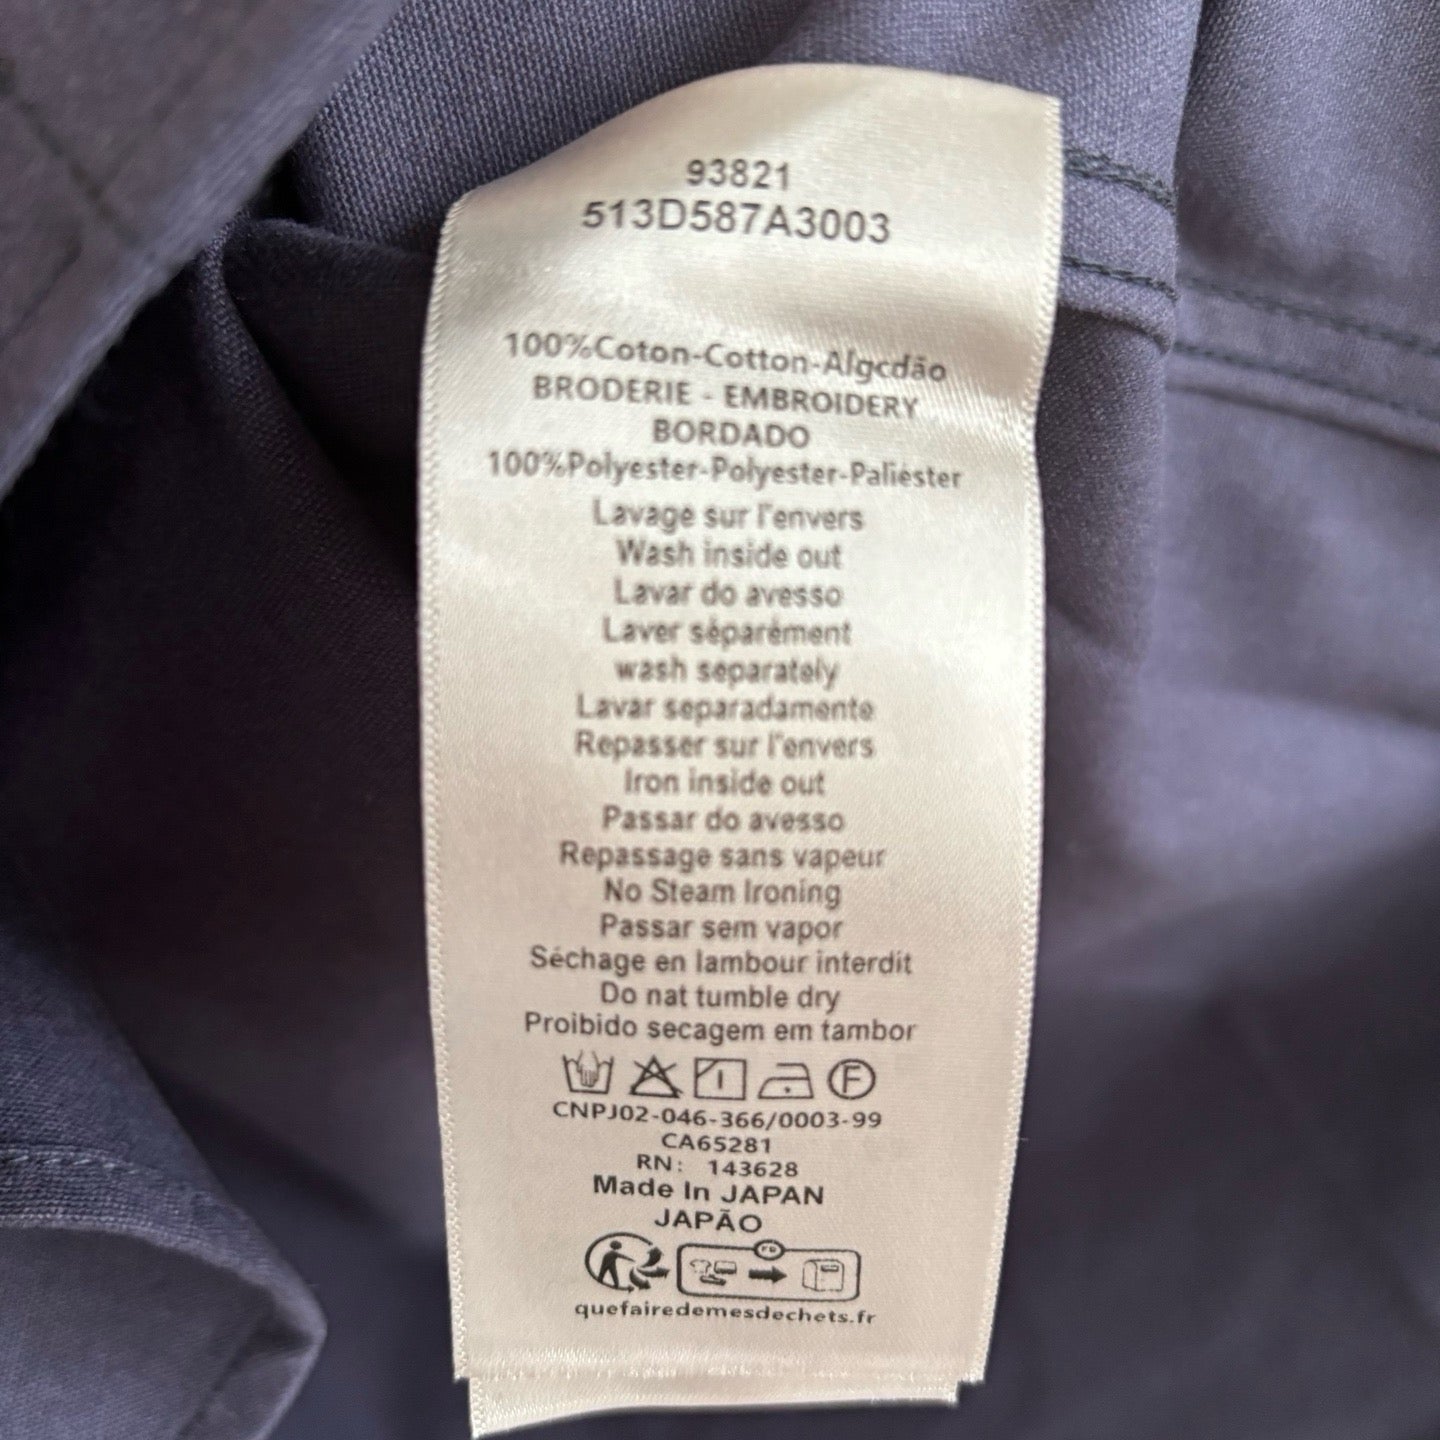 93821
513D587A3003
100%Coton-Cotton-Algcdão
BRODERIE - EMBROIDERY
BORDADO
100%Polyester-Polyester-Paliéster
Lavage sur l'envers
Wash inside out
Lavar do avesso
Laver séparément
wash separately
Lavar separadamente
Repasser sur l'envers
Iron inside out
Passar do avesso
Repassage sans vapeur
No Steam Ironing
Passar sem vapor
Séchage en lambour interdit
Do nat tumble dry
Proibido secagem em tambor
F
CNPJ02-046-366/0003-99
CA65281
RN: 143628
Made In JAPAN
JAPÃO
FR
quefairedemesdechets.fr